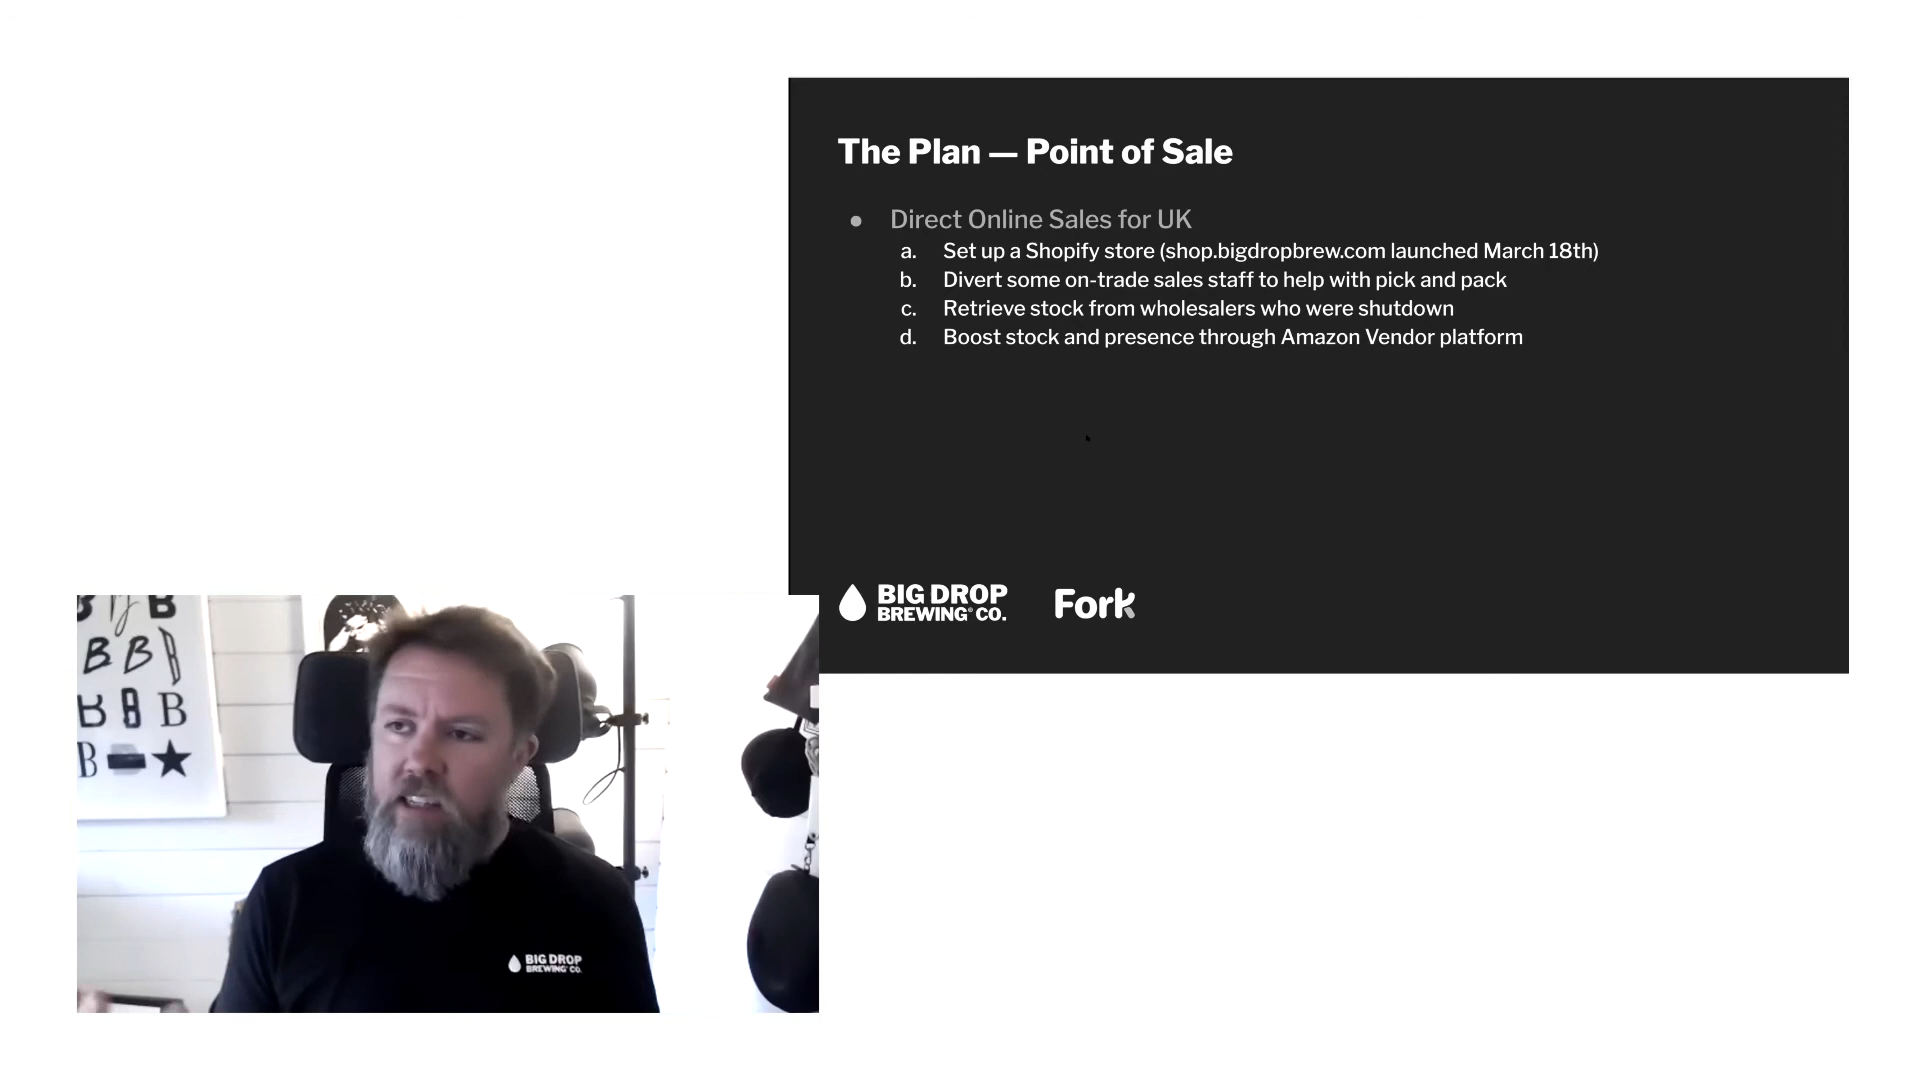 The Plan — Point of Sale
● Direct Online Sales for UK
a. Set up a Shopify store (shop.bigdropbrew.com launched March 18th)
b. Divert some on-trade sales staff to help with pick and pack
c. Retrieve stock from wholesalers who were shutdown
d. Boost stock and presence through Amazon Vendor platform
BIG DROP
BREWING® CO.
Fork
B B
B B
B B
B
BIG DROP
BREWING CO.